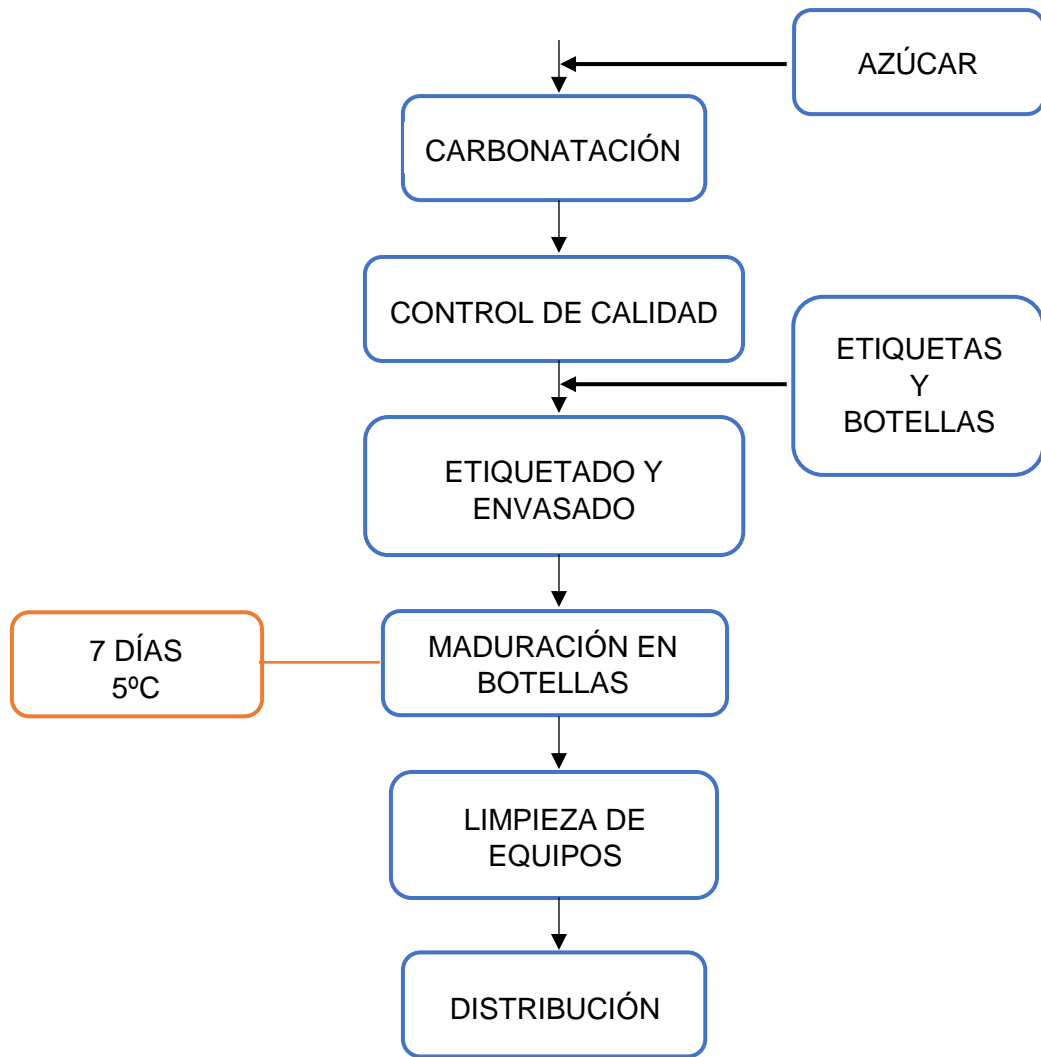 AZÚCAR
CARBONATACIÓN
CONTROL DE CALIDAD
ETIQUETAS
Y
BOTELLAS
ETIQUETADO Y
ENVASADO
7 DÍAS
5ºC
MADURACIÓN EN
BOTELLAS
LIMPIEZA DE
EQUIPOS
DISTRIBUCIÓN